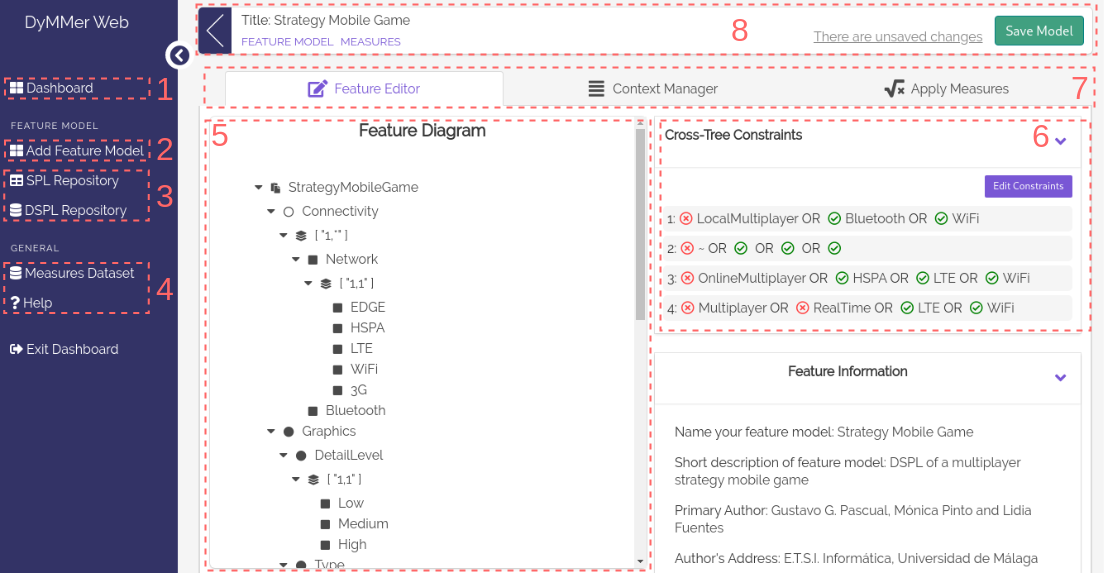 DyMMer Web
Dashboard
1
FEATURE MODEL
Add Feature Model
2
SPL Repository
3
DSPL Repository
GENERAL
Measures Dataset
4
? Help
Exit Dashboard
Title: Strategy Mobile Game
FEATURE MODEL MEASURES
8
There are unsaved changes
Save Model
Feature Editor
Context Manager
√x Apply Measures
7
5
Feature Diagram
StrategyMobileGame
Connectivity
[ "1,*" ]
Network
[ "1,1" ]
EDGE
HSPA
LTE
WiFi
3G
Bluetooth
Graphics
DetailLevel
[ "1,1" ]
Low
Medium
High
Type
Cross-Tree Constraints
6
Edit Constraints
1: LocalMultiplayer OR Bluetooth OR WiFi
2: ~ OR OR OR
3: OnlineMultiplayer OR HSPA OR LTE OR WiFi
4: Multiplayer OR RealTime OR LTE OR WiFi
Feature Information
Name your feature model: Strategy Mobile Game
Short description of feature model: DSPL of a multiplayer
strategy mobile game
Primary Author: Gustavo G. Pascual, Mónica Pinto and Lidia
Fuentes
Author's Address: E.T.S.I. Informática, Universidad de Málaga